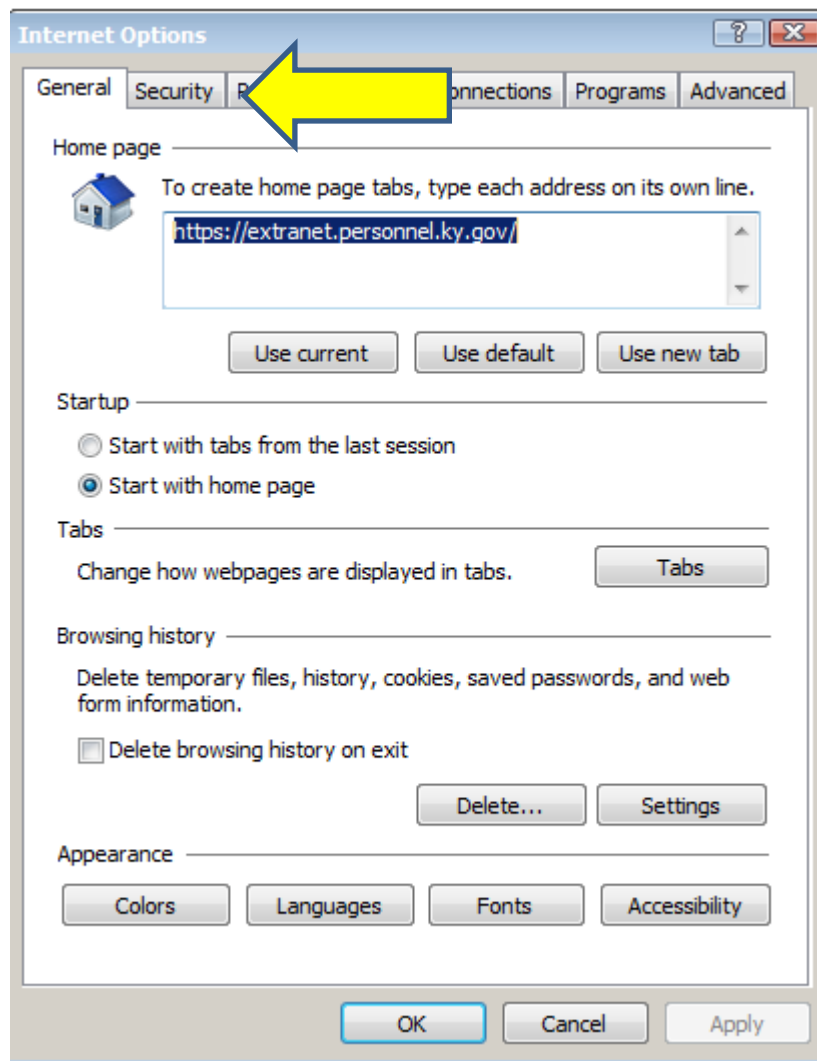 Internet Options
General Security Connections Programs Advanced
Home page
To create home page tabs, type each address on its own line.
https://extranet.personnel.ky.gov/
Use current Use default Use new tab
Startup
Start with tabs from the last session
Start with home page
Tabs
Change how webpages are displayed in tabs. Tabs
Browsing history
Delete temporary files, history, cookies, saved passwords, and web
form information.
Delete browsing history on exit
Delete... Settings
Appearance
Colors Languages Fonts Accessibility
OK Cancel Apply